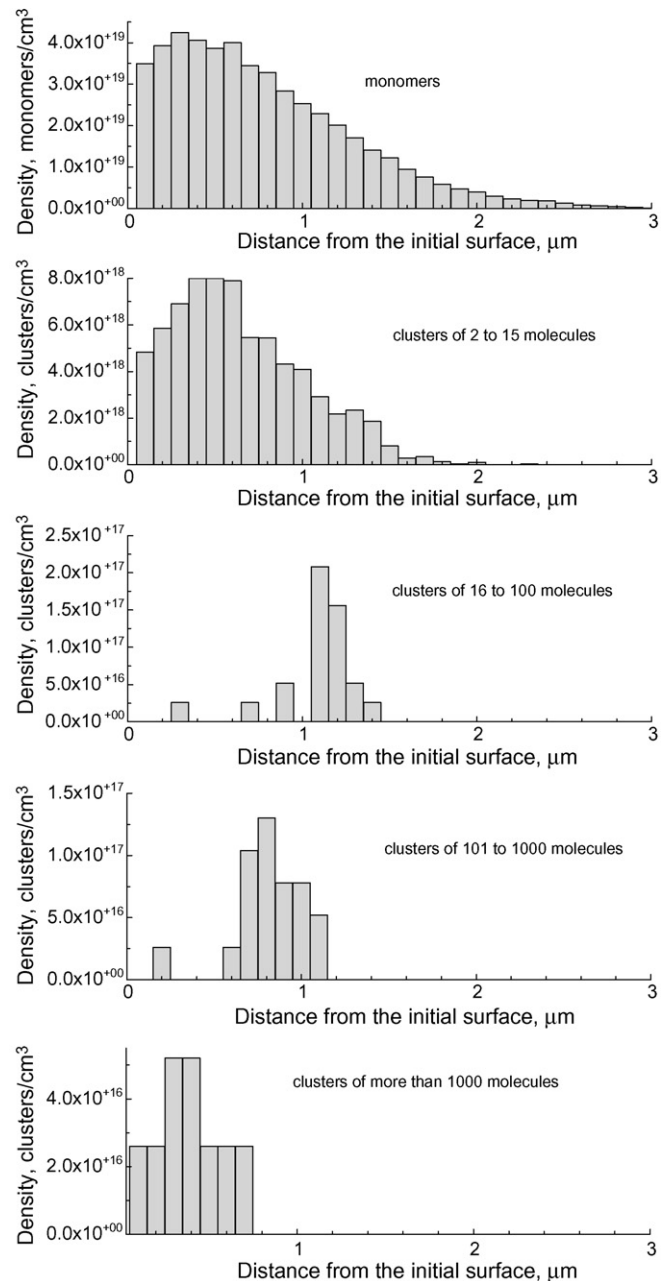 Density, monomers/cm³
4.0x10⁺¹⁹
3.0x10⁺¹⁹
2.0x10⁺¹⁹
1.0x10⁺¹⁹
0.0x10⁺⁰⁰
monomers
0 1 2 3
Distance from the initial surface, μm
Density, clusters/cm³
8.0x10⁺¹⁸
6.0x10⁺¹⁸
4.0x10⁺¹⁸
2.0x10⁺¹⁸
0.0x10⁺⁰⁰
clusters of 2 to 15 molecules
0 1 2 3
Distance from the initial surface, μm
Density, clusters/cm³
2.5x10⁺¹⁷
2.0x10⁺¹⁷
1.5x10⁺¹⁷
1.0x10⁺¹⁷
5.0x10⁺¹⁶
0.0x10⁺⁰⁰
clusters of 16 to 100 molecules
0 1 2 3
Distance from the initial surface, μm
Density, clusters/cm³
1.5x10⁺¹⁷
1.0x10⁺¹⁷
5.0x10⁺¹⁶
0.0x10⁺⁰⁰
clusters of 101 to 1000 molecules
0 1 2 3
Distance from the initial surface, μm
Density, clusters/cm³
4.0x10⁺¹⁶
2.0x10⁺¹⁶
0.0x10⁺⁰⁰
clusters of more than 1000 molecules
1 2 3
Distance from the initial surface, μm